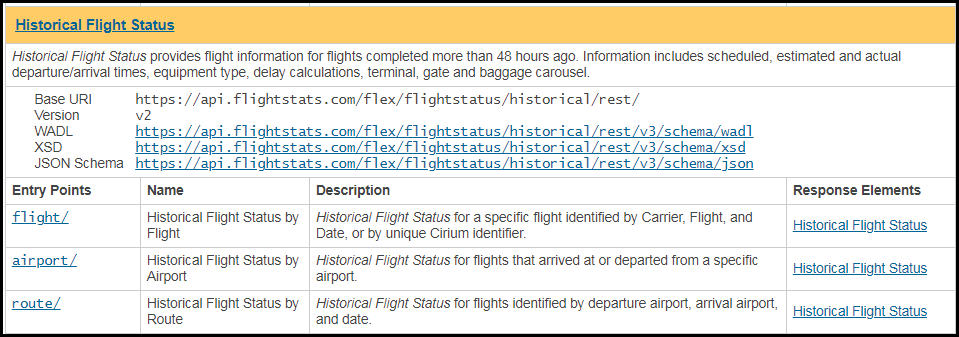 Historical Flight Status
Historical Flight Status provides flight information for flights completed more than 48 hours ago. Information includes scheduled, estimated and actual
departure/arrival times, equipment type, delay calculations, terminal, gate and baggage carousel.
Base URI https://api.flightstats.com/flex/flightstatus/historical/rest/
Version v2
WADL https://api.flightstats.com/flex/flightstatus/historical/rest/v3/schema/wadl
XSD https://api.flightstats.com/flex/flightstatus/historical/rest/v3/schema/xsd
JSON Schema https://api.flightstats.com/flex/flightstatus/historical/rest/v3/schema/json
Entry Points Name Description Response Elements
flight/
Historical Flight Status by
Flight
Historical Flight Status for a specific flight identified by Carrier, Flight, and
Date, or by unique Cirium identifier.
Historical Flight Status
airport/
Historical Flight Status by
Airport
Historical Flight Status for flights that arrived at or departed from a specific
airport.
Historical Flight Status
route/
Historical Flight Status by
Route
Historical Flight Status for flights identified by departure airport, arrival airport,
and date.
Historical Flight Status